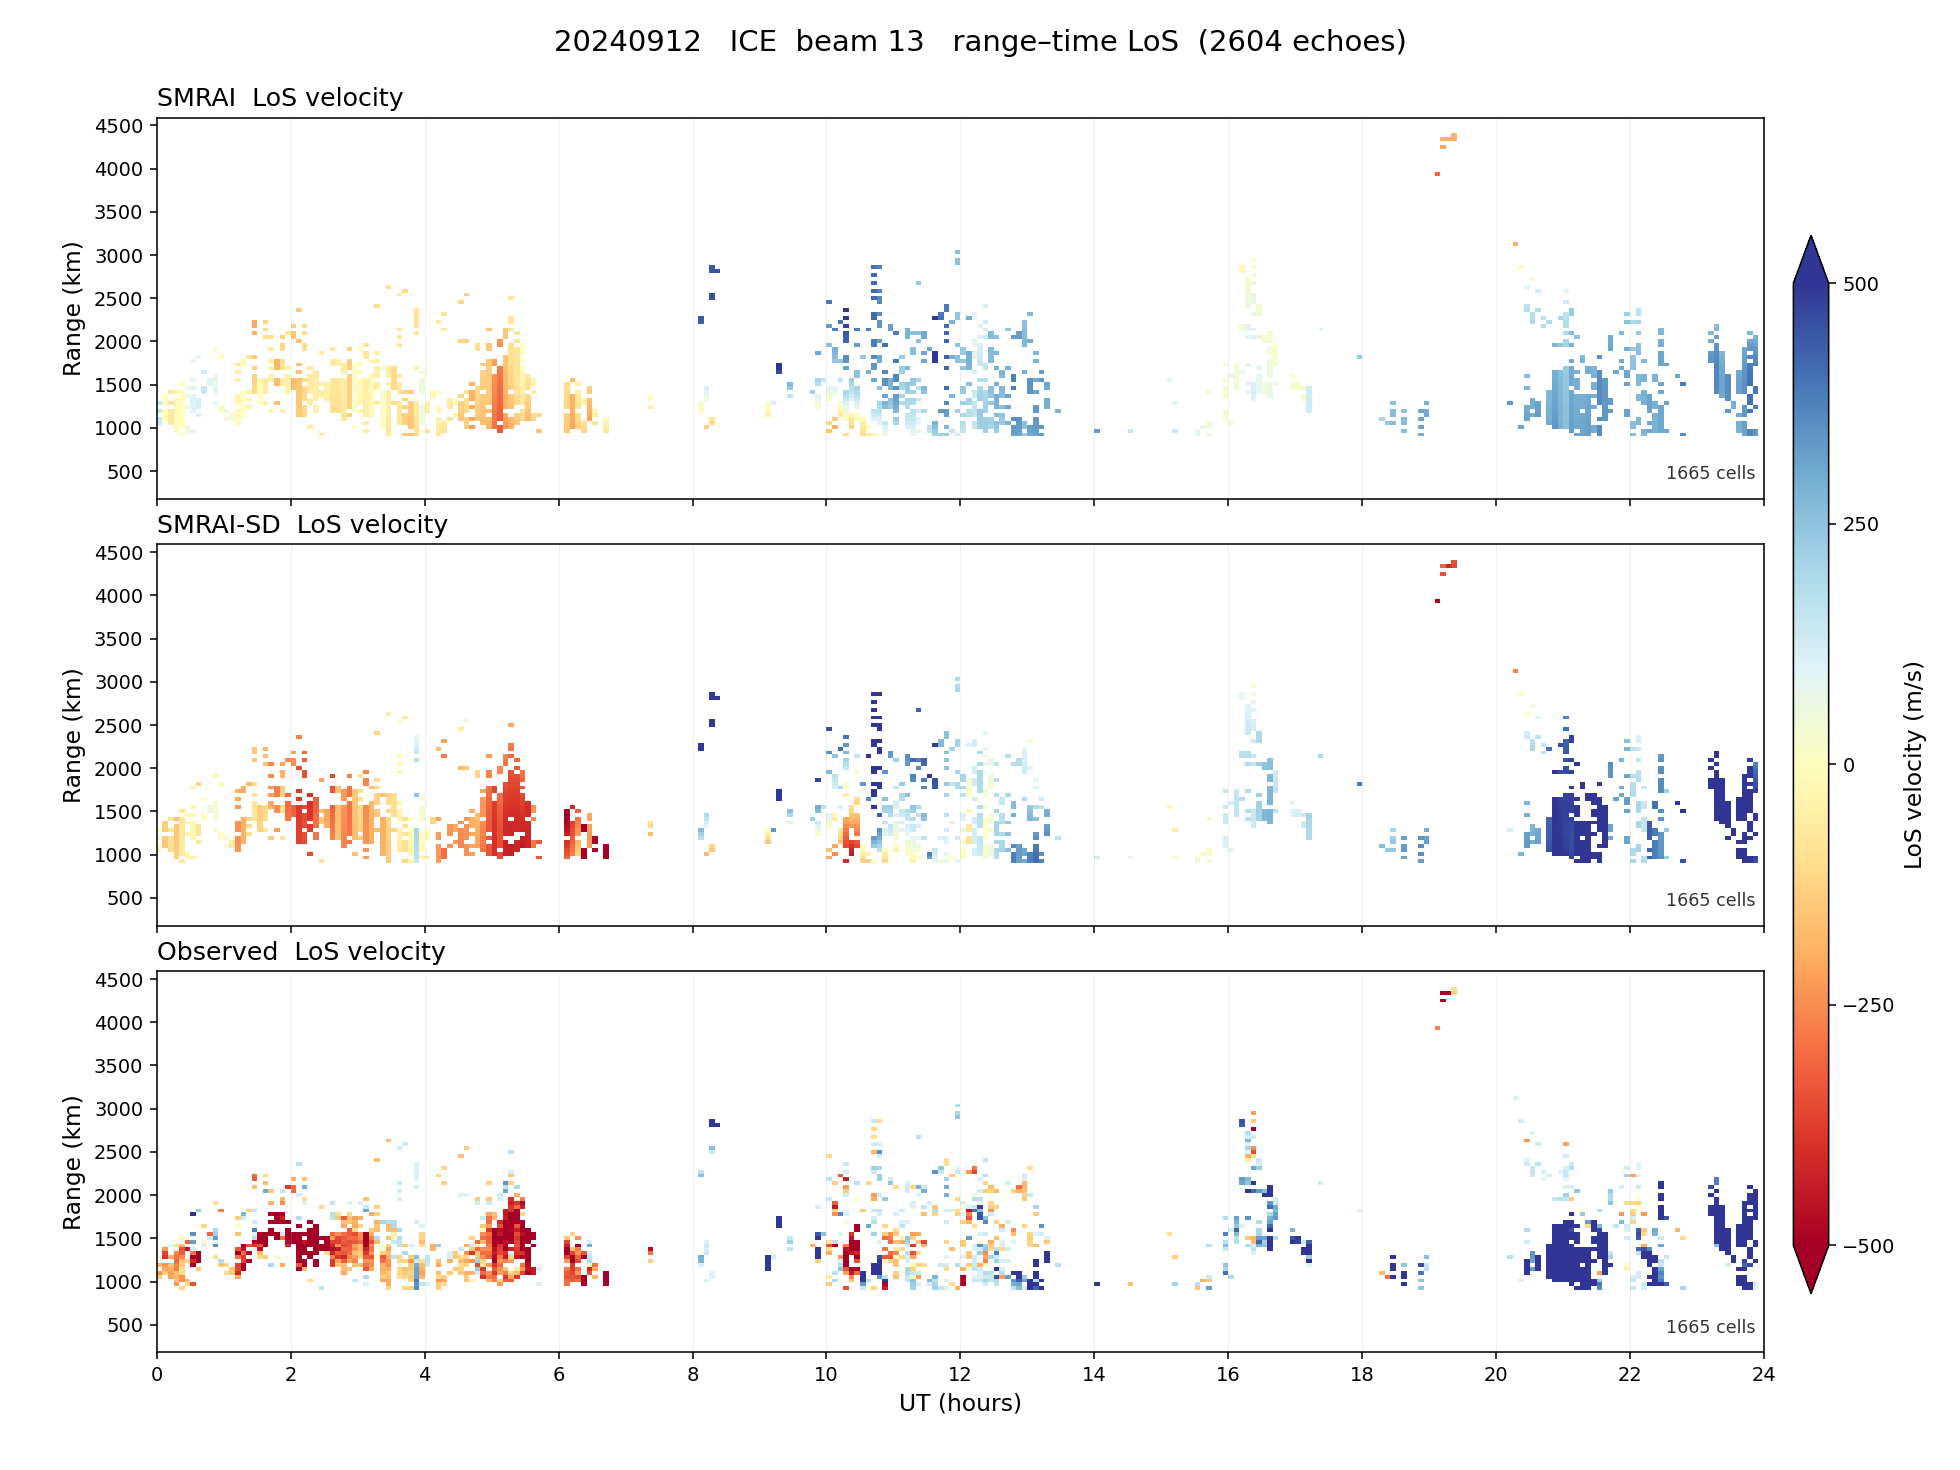 20240912   ICE  beam 13   range–time LoS  (2604 echoes)
SMRAI  LoS velocity
4500
4000
3500
3000
2500
2000
1500
1000
500
Range (km)
1665 cells
SMRAI-SD  LoS velocity
4500
4000
3500
3000
2500
2000
1500
1000
500
Range (km)
1665 cells
Observed  LoS velocity
4500
4000
3500
3000
2500
2000
1500
1000
500
Range (km)
1665 cells
0 2 4 6 8 10 12 14 16 18 20 22 24
UT (hours)
500
250
0
−250
−500
LoS velocity (m/s)